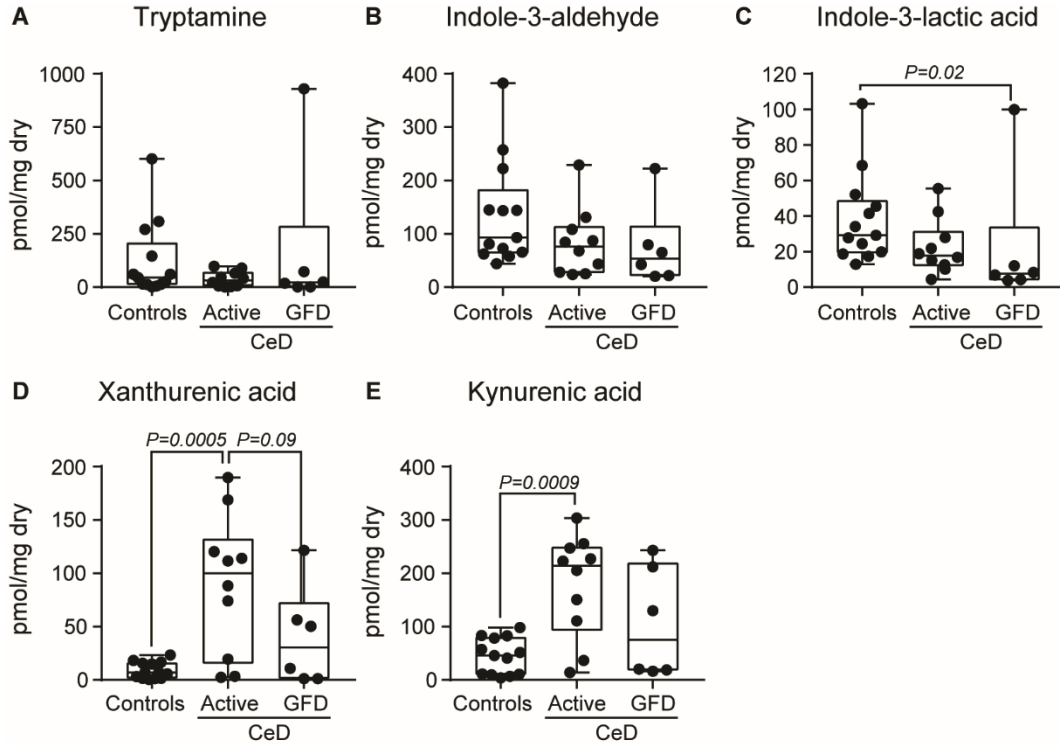 A Tryptamine
pmol/mg dry
1000
750
500
250
0
Controls Active GFD
CeD
B Indole-3-aldehyde
pmol/mg dry
400
300
200
100
0
Controls Active GFD
CeD
C Indole-3-lactic acid
P=0.02
pmol/mg dry
120
100
80
60
40
20
0
Controls Active GFD
CeD
D Xanthurenic acid
P=0.0005 P=0.09
pmol/mg dry
200
150
100
50
0
Controls Active GFD
CeD
E Kynurenic acid
P=0.0009
pmol/mg dry
400
300
200
100
0
Controls Active GFD
CeD